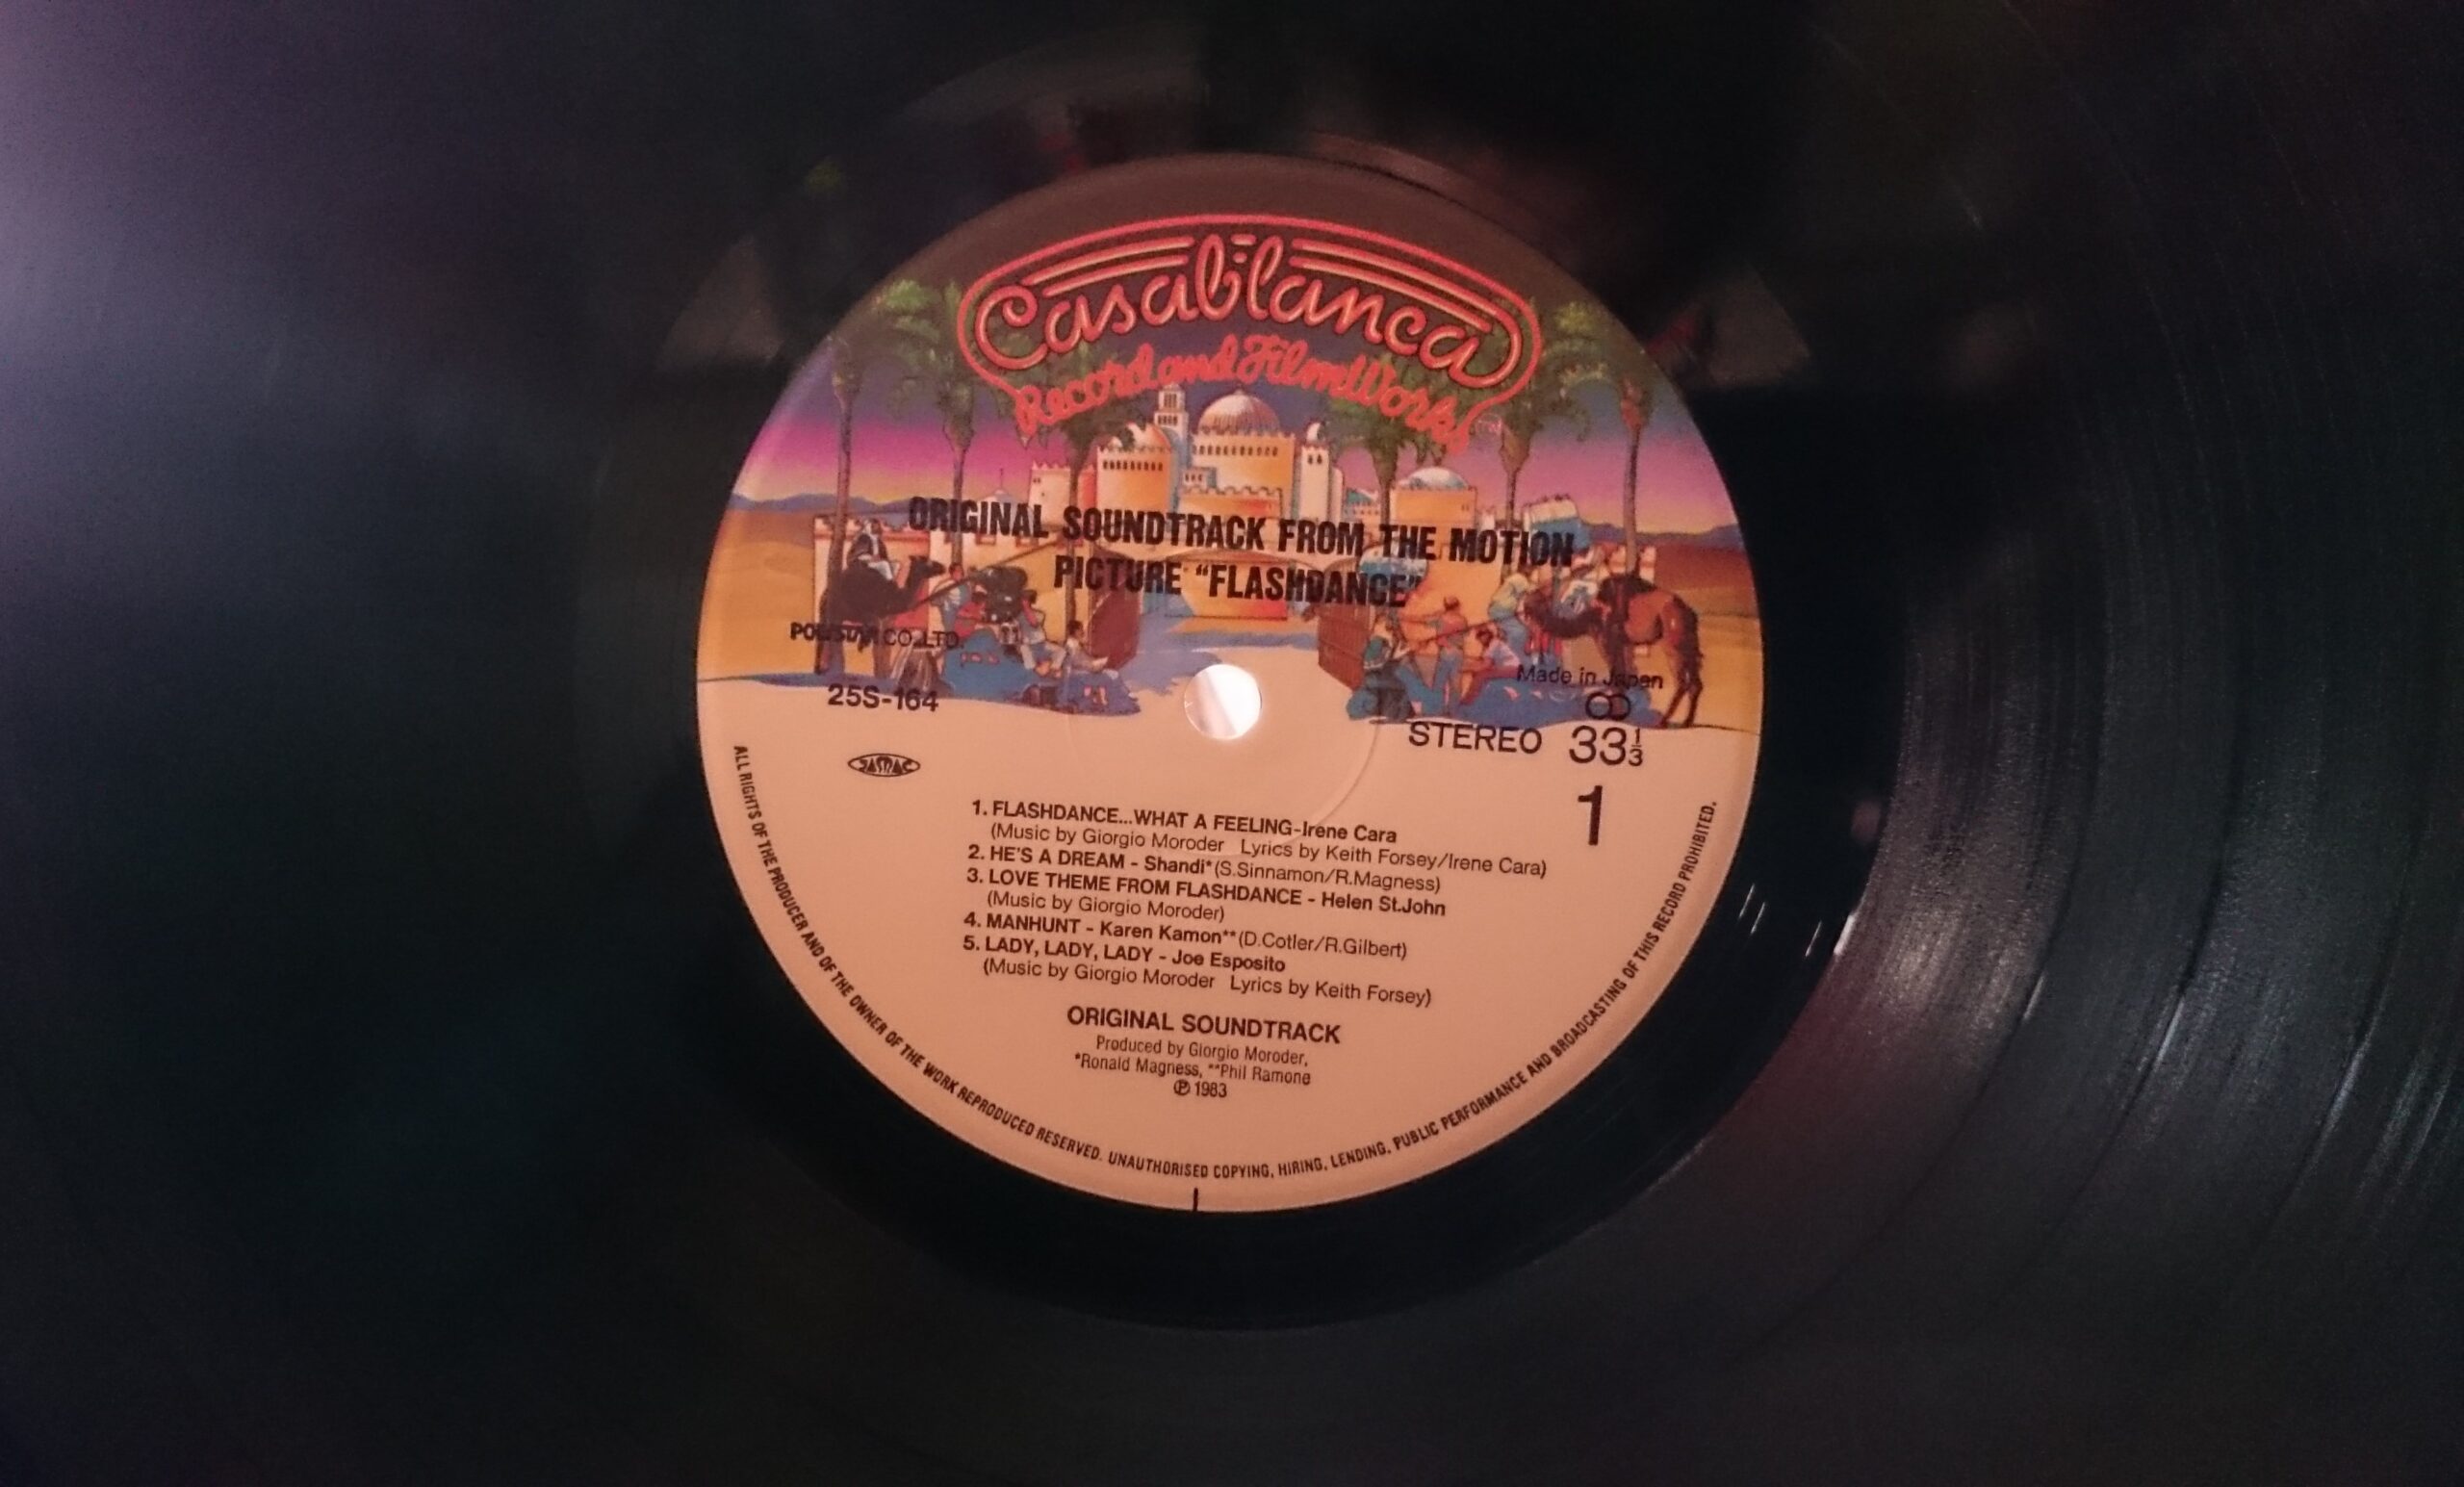 Casablanca
Record and FilmWorks
ORIGINAL SOUNDTRACK FROM THE MOTION
PICTURE “FLASHDANCE”
CO.,LTD.
Made in Japan
25S-164
STEREO 33⅓
JASRAC
1
1. FLASHDANCE...WHAT A FEELING-Irene Cara
(Music by Giorgio Moroder Lyrics by Keith Forsey/Irene Cara)
2. HE'S A DREAM - Shandi*(S.Sinnamon/R.Magness)
3. LOVE THEME FROM FLASHDANCE - Helen St.John
(Music by Giorgio Moroder)
4. MANHUNT - Karen Kamon**(D.Cotler/R.Gilbert)
5. LADY, LADY, LADY - Joe Esposito
(Music by Giorgio Moroder Lyrics by Keith Forsey)
ORIGINAL SOUNDTRACK
Produced by Giorgio Moroder,
*Ronald Magness, **Phil Ramone
℗ 1983
ALL RIGHTS OF THE PRODUCER AND OF THE OWNER OF THE WORK REPRODUCED RESERVED. UNAUTHORISED COPYING, HIRING, LENDING, PUBLIC PERFORMANCE AND BROADCASTING OF THIS RECORD PROHIBITED.